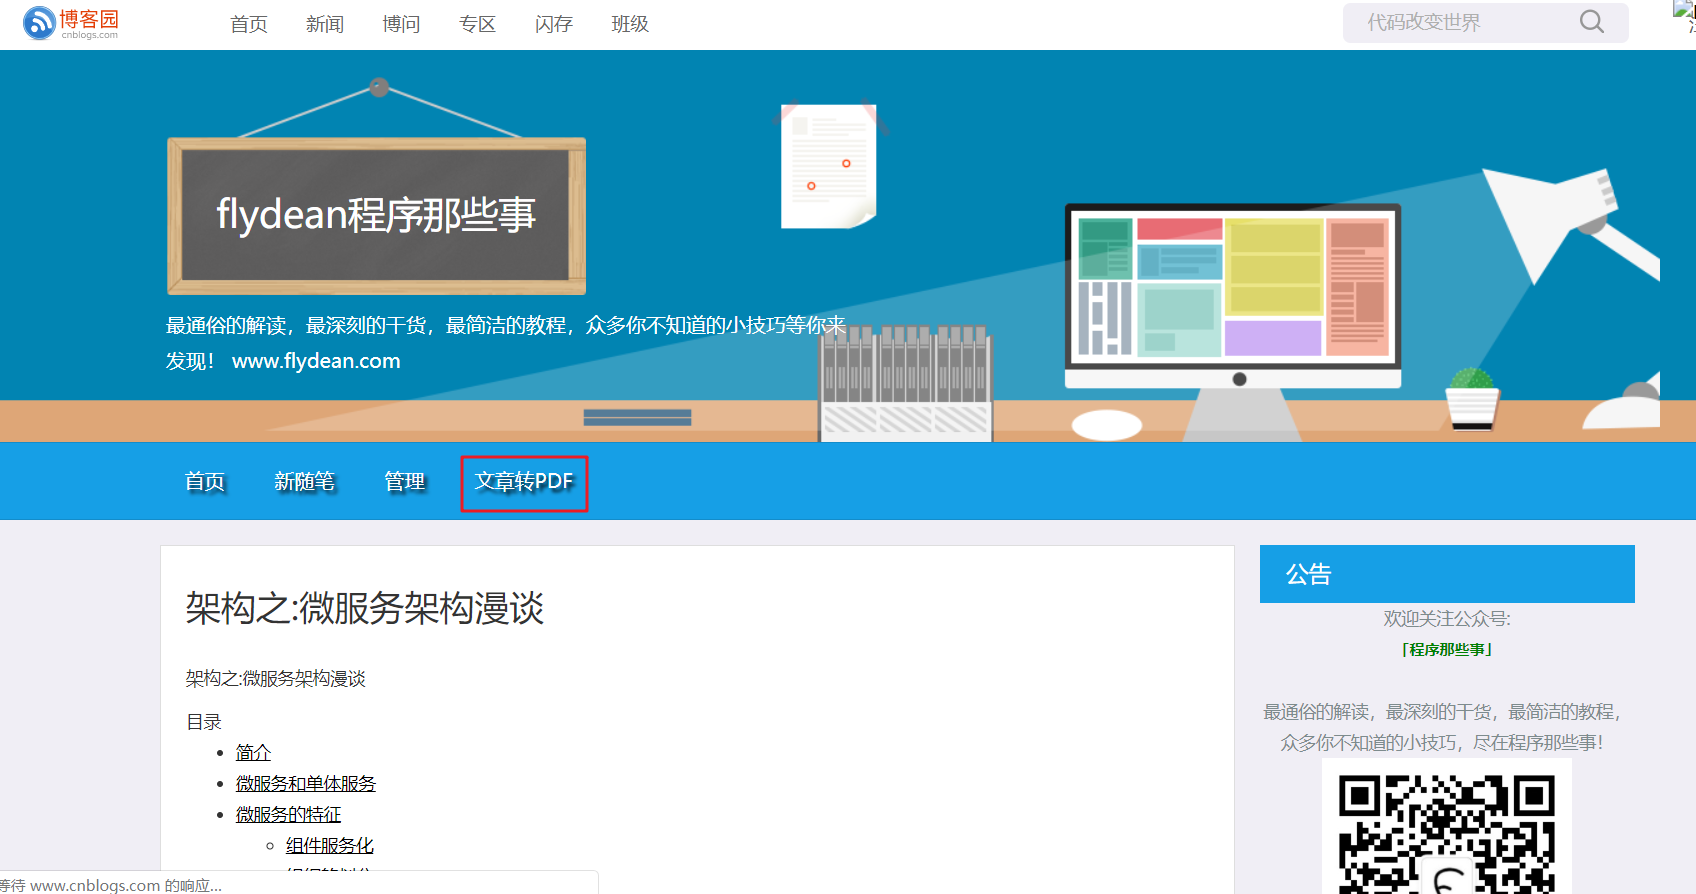 博客园
cnblogs.com
首页 新闻 博问 专区 闪存 班级
代码改变世界
flydean程序那些事
最通俗的解读，最深刻的干货，最简洁的教程，众多你不知道的小技巧等你来
发现！ www.flydean.com
首页 新随笔 管理 文章转PDF
架构之:微服务架构漫谈
架构之:微服务架构漫谈
目录
简介
微服务和单体服务
微服务的特征
组件服务化
公告
欢迎关注公众号:
「程序那些事」
最通俗的解读，最深刻的干货，最简洁的教程，
众多你不知道的小技巧，尽在程序那些事!
等待 www.cnblogs.com 的响应...